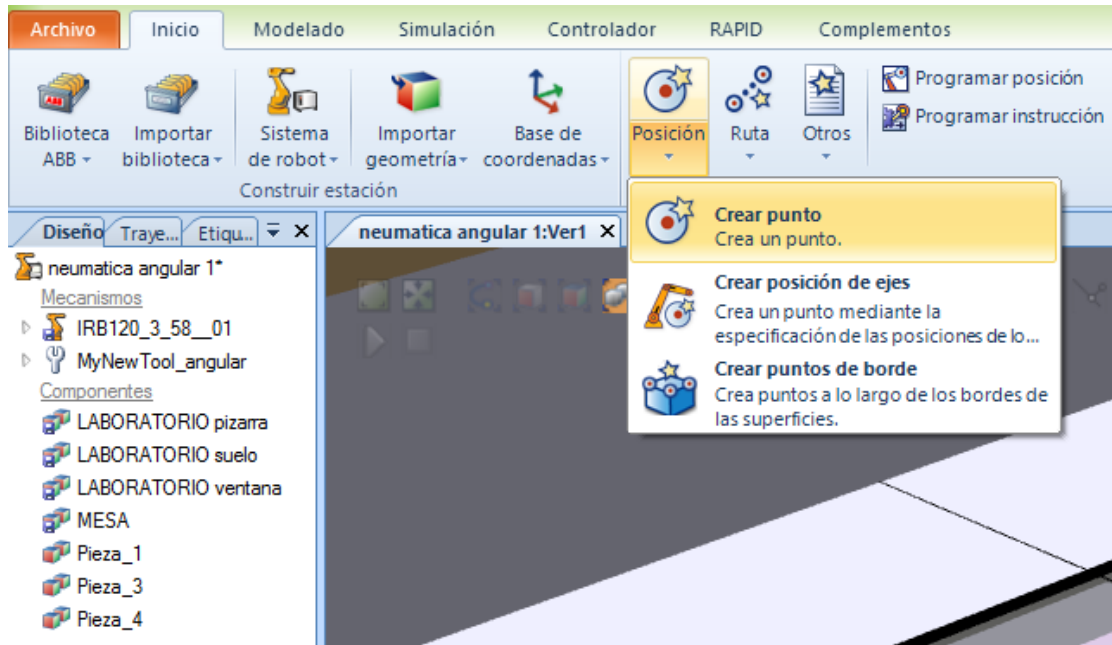 Archivo Inicio Modelado Simulación Controlador RAPID Complementos
Biblioteca ABB
Importar biblioteca
Sistema de robot
Importar geometría
Base de coordenadas
Construir estación
Posición
Ruta
Otros
Programar posición
Programar instrucción
Crear punto
Crea un punto.
Crear posición de ejes
Crea un punto mediante la
especificación de las posiciones de lo...
Crear puntos de borde
Crea puntos a lo largo de los bordes de
las superficies.
Diseño Traye... Etiqu...
neumatica angular 1:Ver1
neumatica angular 1*
Mecanismos
IRB120_3_58__01
MyNewTool_angular
Componentes
LABORATORIO pizarra
LABORATORIO suelo
LABORATORIO ventana
MESA
Pieza_1
Pieza_3
Pieza_4